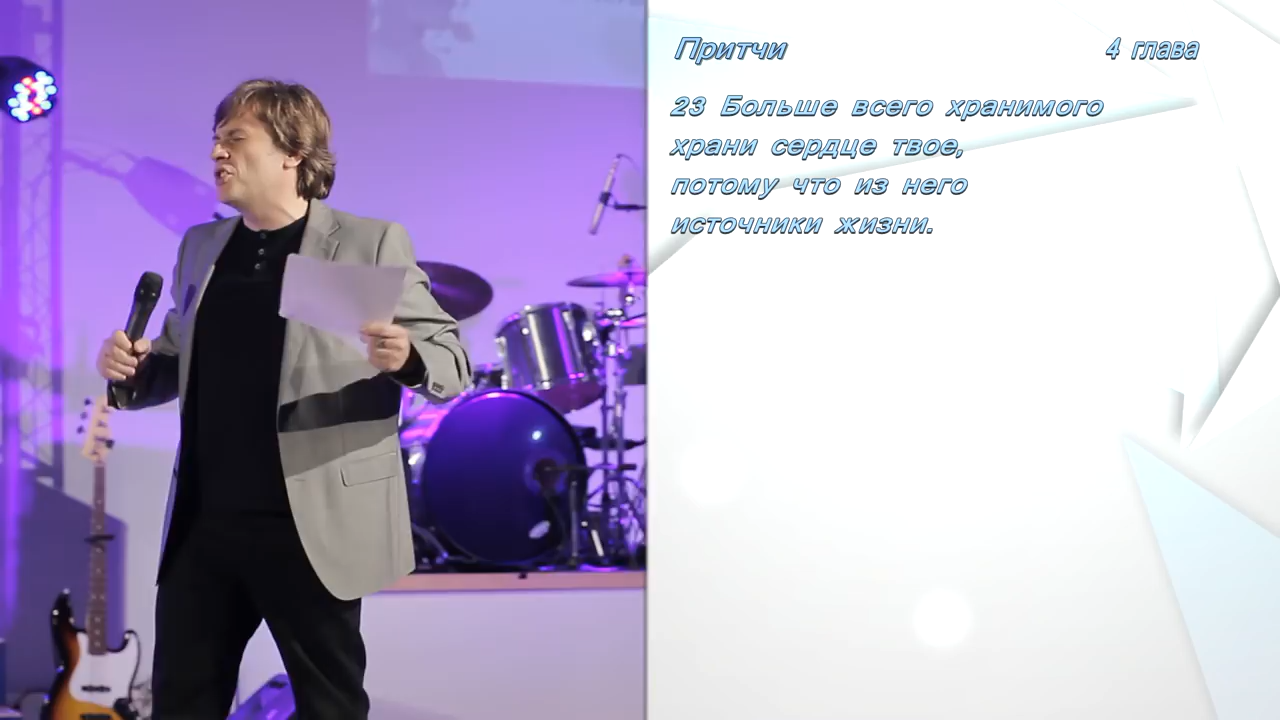 Притчи 4 глава
23 Больше всего хранимого
храни сердце твое,
потому что из него
источники жизни.